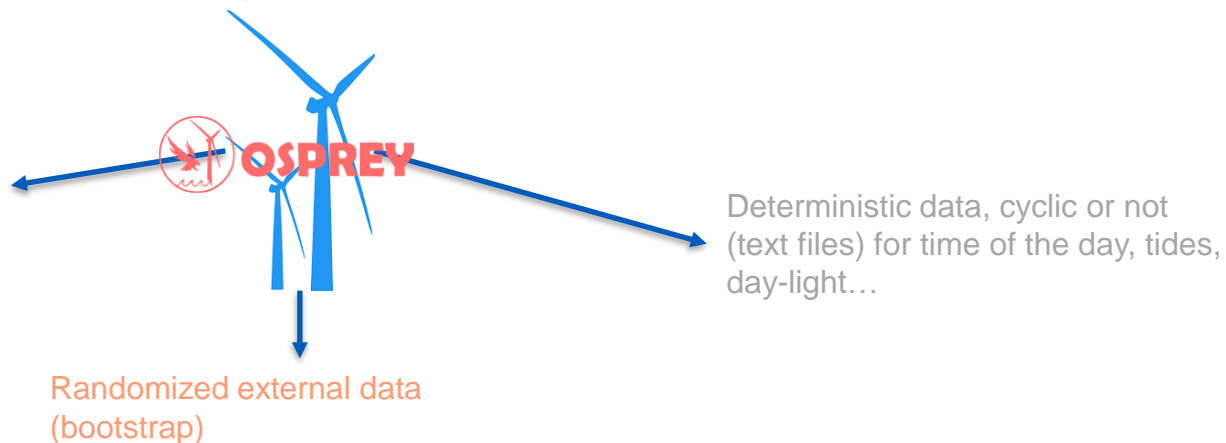 OSPREY
Deterministic data, cyclic or not
(text files) for time of the day, tides,
day-light…
Randomized external data
(bootstrap)